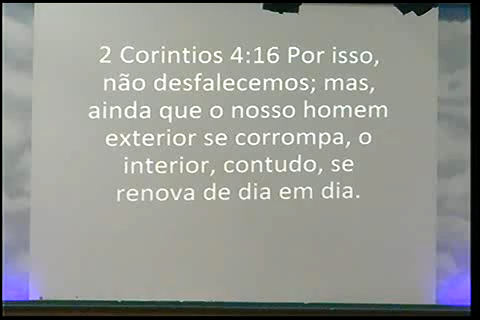 2 Coríntios 4:16 Por isso,
não desfalecemos; mas,
ainda que o nosso homem
exterior se corrompa, o
interior, contudo, se
renova de dia em dia.